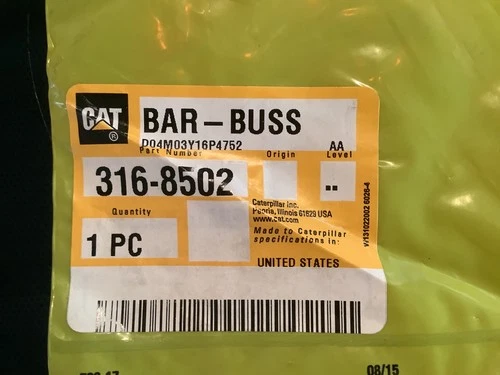 CAT ®
BAR-BUSS
D04M03Y16P4752
AA
Part Number
Origin
Level
316-8502
..
Caterpillar Inc.
Peoria, Illinois 61629 USA
www.cat.com
Quantity
Made to Caterpillar
specifications in:
1 PC
UNITED STATES
08/15